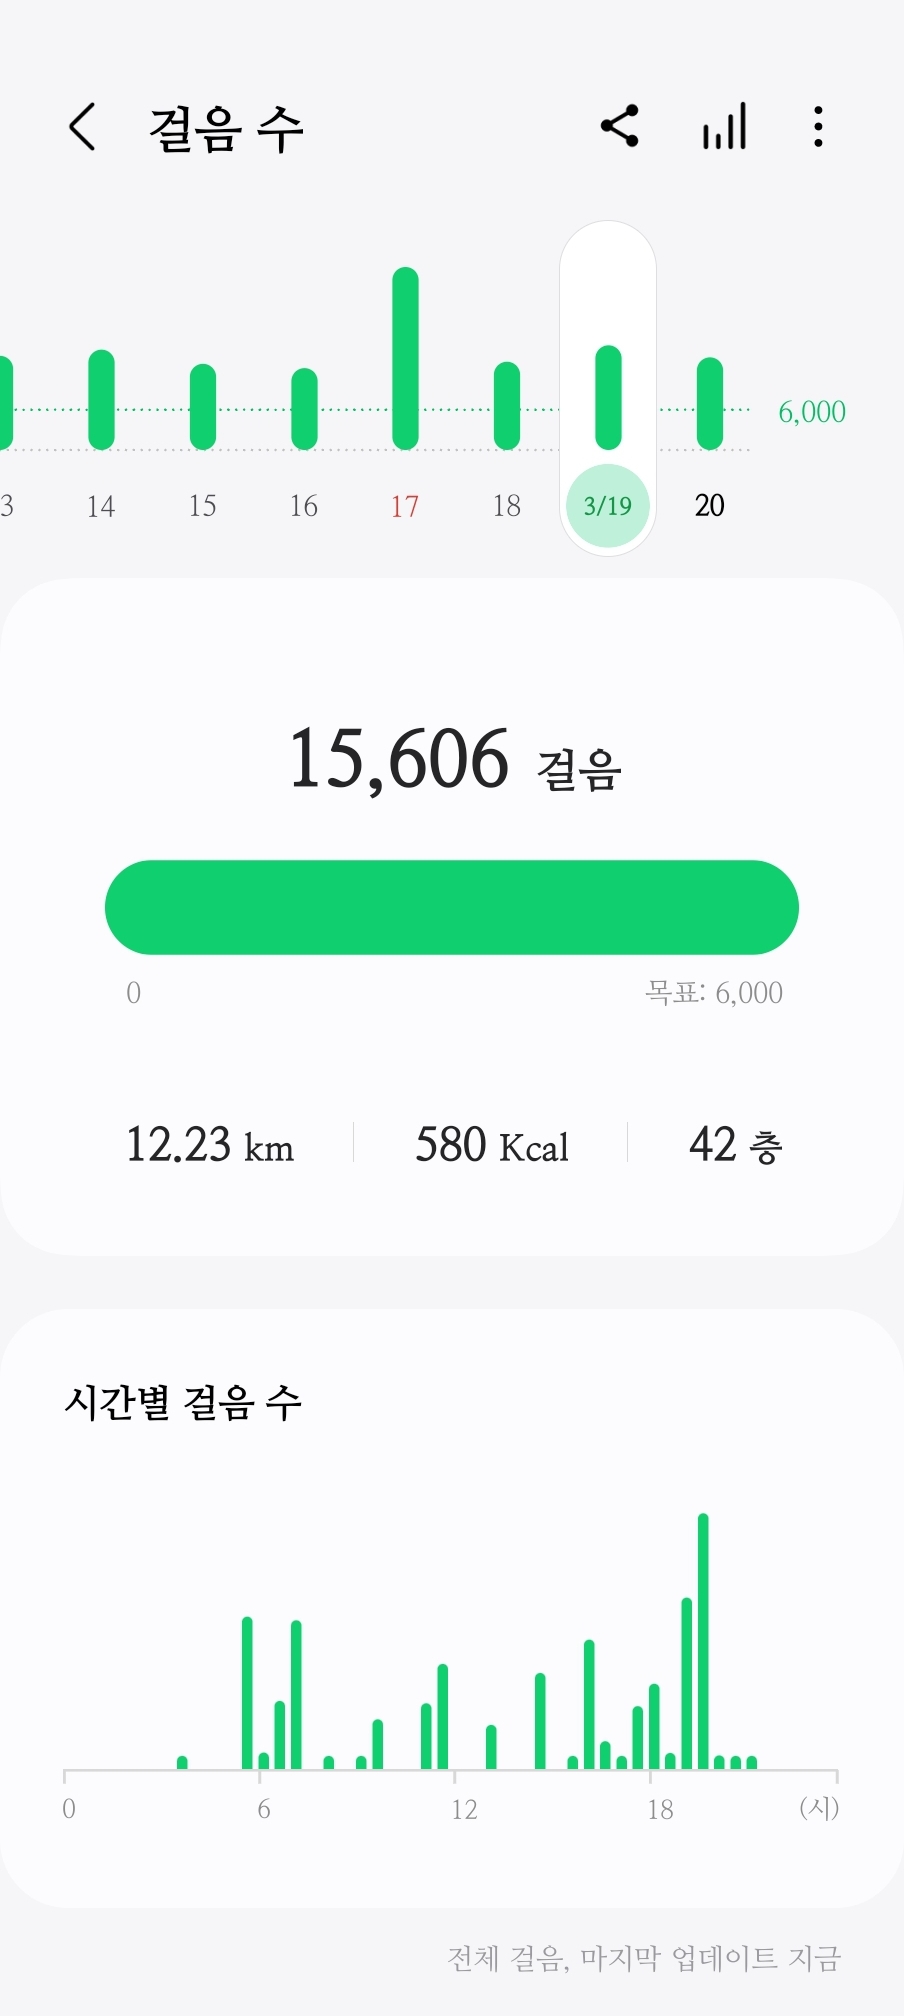 걸음 수
6,000
3 14 15 16 17 18 3/19 20
15,606 걸음
0 목표: 6,000
12.23 km 580 Kcal 42 층
시간별 걸음 수
0 6 12 18 (시)
전체 걸음, 마지막 업데이트 지금